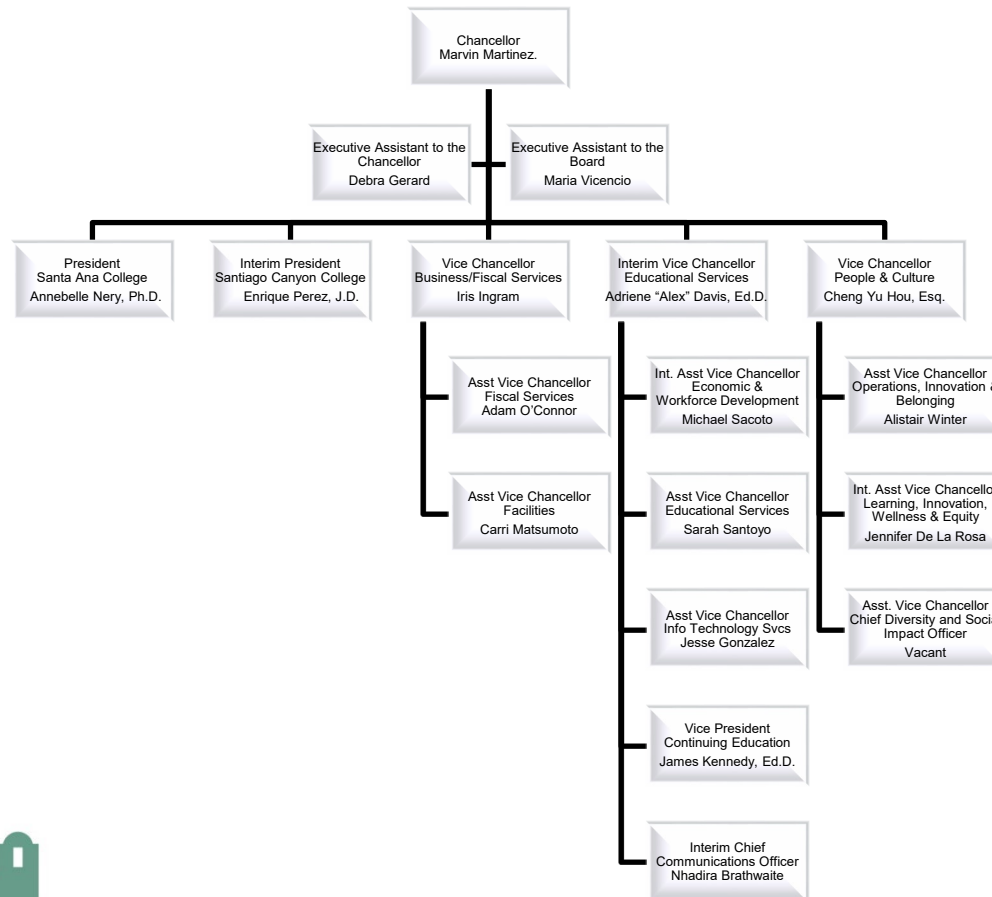 Chancellor
Marvin Martinez.
Executive Assistant to the
Chancellor
Debra Gerard
Executive Assistant to the
Board
Maria Vicencio
President
Santa Ana College
Annebelle Nery, Ph.D.
Interim President
Santiago Canyon College
Enrique Perez, J.D.
Vice Chancellor
Business/Fiscal Services
Iris Ingram
Interim Vice Chancellor
Educational Services
Adriene “Alex” Davis, Ed.D.
Vice Chancellor
People & Culture
Cheng Yu Hou, Esq.
Asst Vice Chancellor
Fiscal Services
Adam O’Connor
Asst Vice Chancellor
Facilities
Carri Matsumoto
Int. Asst Vice Chancellor
Economic &
Workforce Development
Michael Sacoto
Asst Vice Chancellor
Educational Services
Sarah Santoyo
Asst Vice Chancellor
Info Technology Svcs
Jesse Gonzalez
Vice President
Continuing Education
James Kennedy, Ed.D.
Interim Chief
Communications Officer
Nhadira Brathwaite
Asst Vice Chancellor
Operations, Innovation &
Belonging
Alistair Winter
Int. Asst Vice Chancellor
Learning, Innovation,
Wellness & Equity
Jennifer De La Rosa
Asst. Vice Chancellor
Chief Diversity and Social
Impact Officer
Vacant